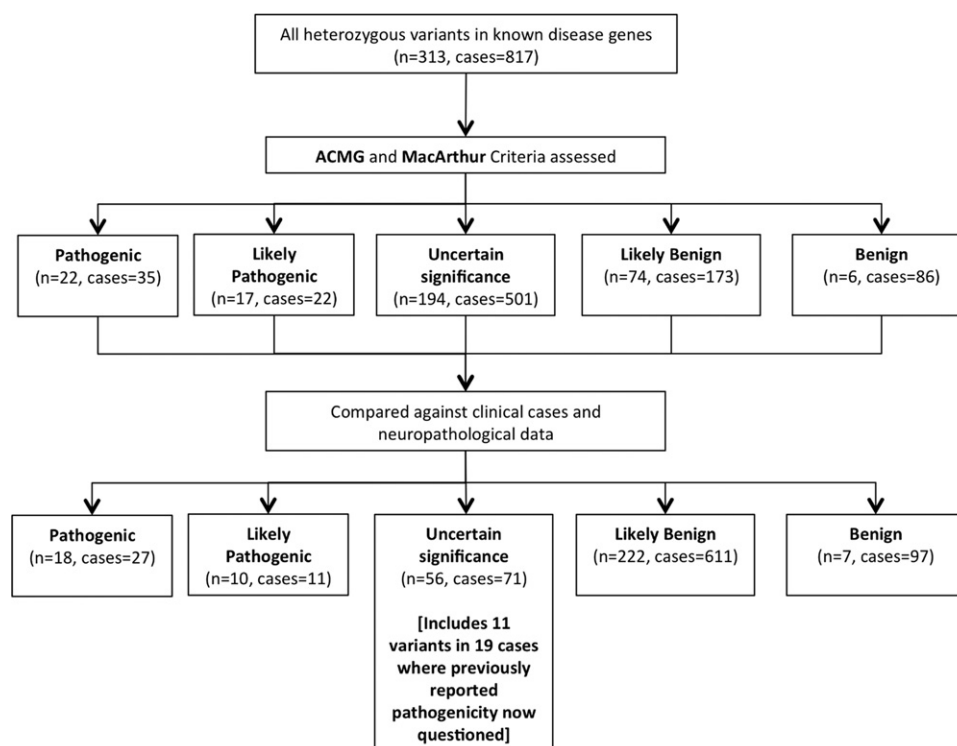 All heterozygous variants in known disease genes
(n=313, cases=817)
ACMG and MacArthur Criteria assessed
Pathogenic
(n=22, cases=35)
Likely
Pathogenic
(n=17, cases=22)
Uncertain
significance
(n=194, cases=501)
Likely Benign
(n=74, cases=173)
Benign
(n=6, cases=86)
Compared against clinical cases and
neuropathological data
Pathogenic
(n=18, cases=27)
Likely
Pathogenic
(n=10, cases=11)
Uncertain
significance
(n=56, cases=71)
[Includes 11
variants in 19 cases
where previously
reported
pathogenicity now
questioned]
Likely Benign
(n=222, cases=611)
Benign
(n=7, cases=97)